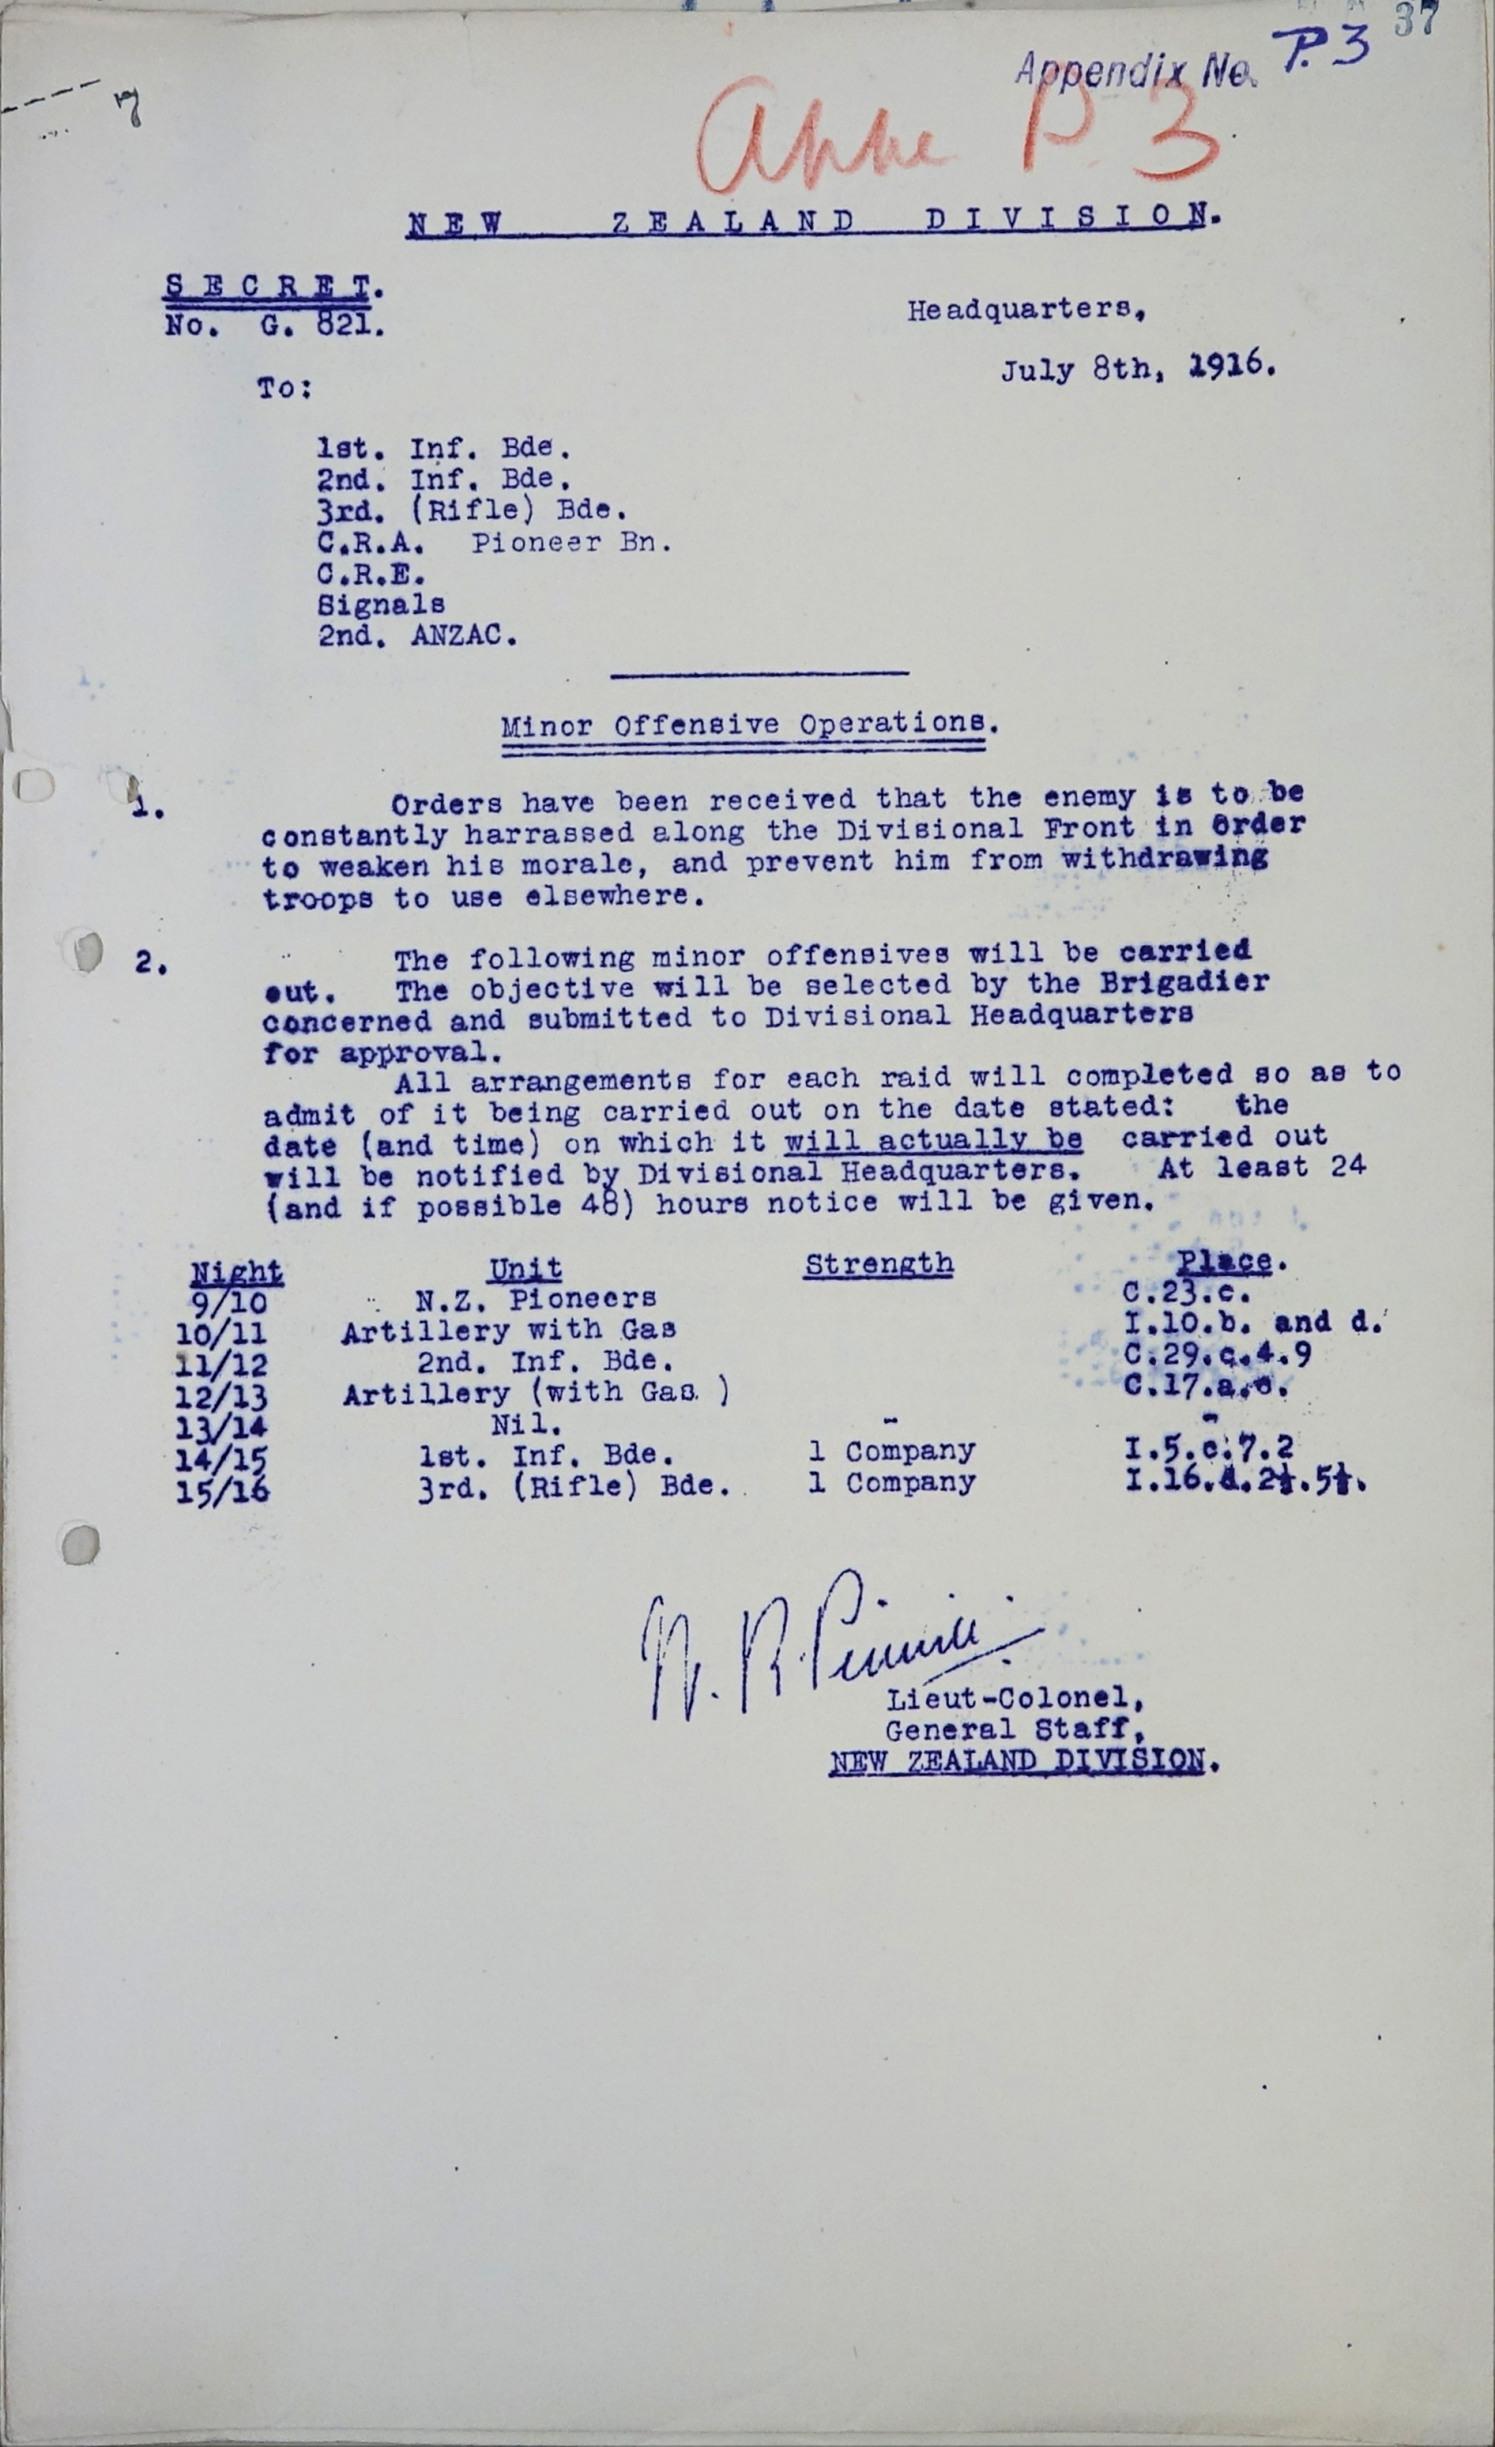 37
Appendix No. P.3
Appe P. 3
NEW ZEALAND DIVISION.
SECRET.
No. G. 821.
Headquarters,
July 8th, 1916.
To:
1st. Inf. Bde.
2nd. Inf. Bde.
3rd. (Rifle) Bde.
C.R.A. Pioneer Bn.
C.R.E.
Signals
2nd. ANZAC.
Minor Offensive Operations.
1. Orders have been received that the enemy is to be
constantly harrassed along the Divisional Front in order
to weaken his morale, and prevent him from withdrawing
troops to use elsewhere.
2. The following minor offensives will be carried
out. The objective will be selected by the Brigadier
concerned and submitted to Divisional Headquarters
for approval.
All arrangements for each raid will completed so as to
admit of it being carried out on the date stated: the
date (and time) on which it will actually be carried out
will be notified by Divisional Headquarters. At least 24
(and if possible 48) hours notice will be given.
Night Unit Strength Place.
9/10 N.Z. Pioneers C.23.c.
10/11 Artillery with Gas I.10.b. and d.
11/12 2nd. Inf. Bde. C.29.c.4.9
12/13 Artillery (with Gas ) C.17.a.c.
13/14 Nil. - -
14/15 1st. Inf. Bde. 1 Company I.5.c.7.2
15/16 3rd. (Rifle) Bde. 1 Company I.16.d.2½.5½.
Lieut-Colonel,
General Staff,
NEW ZEALAND DIVISION.